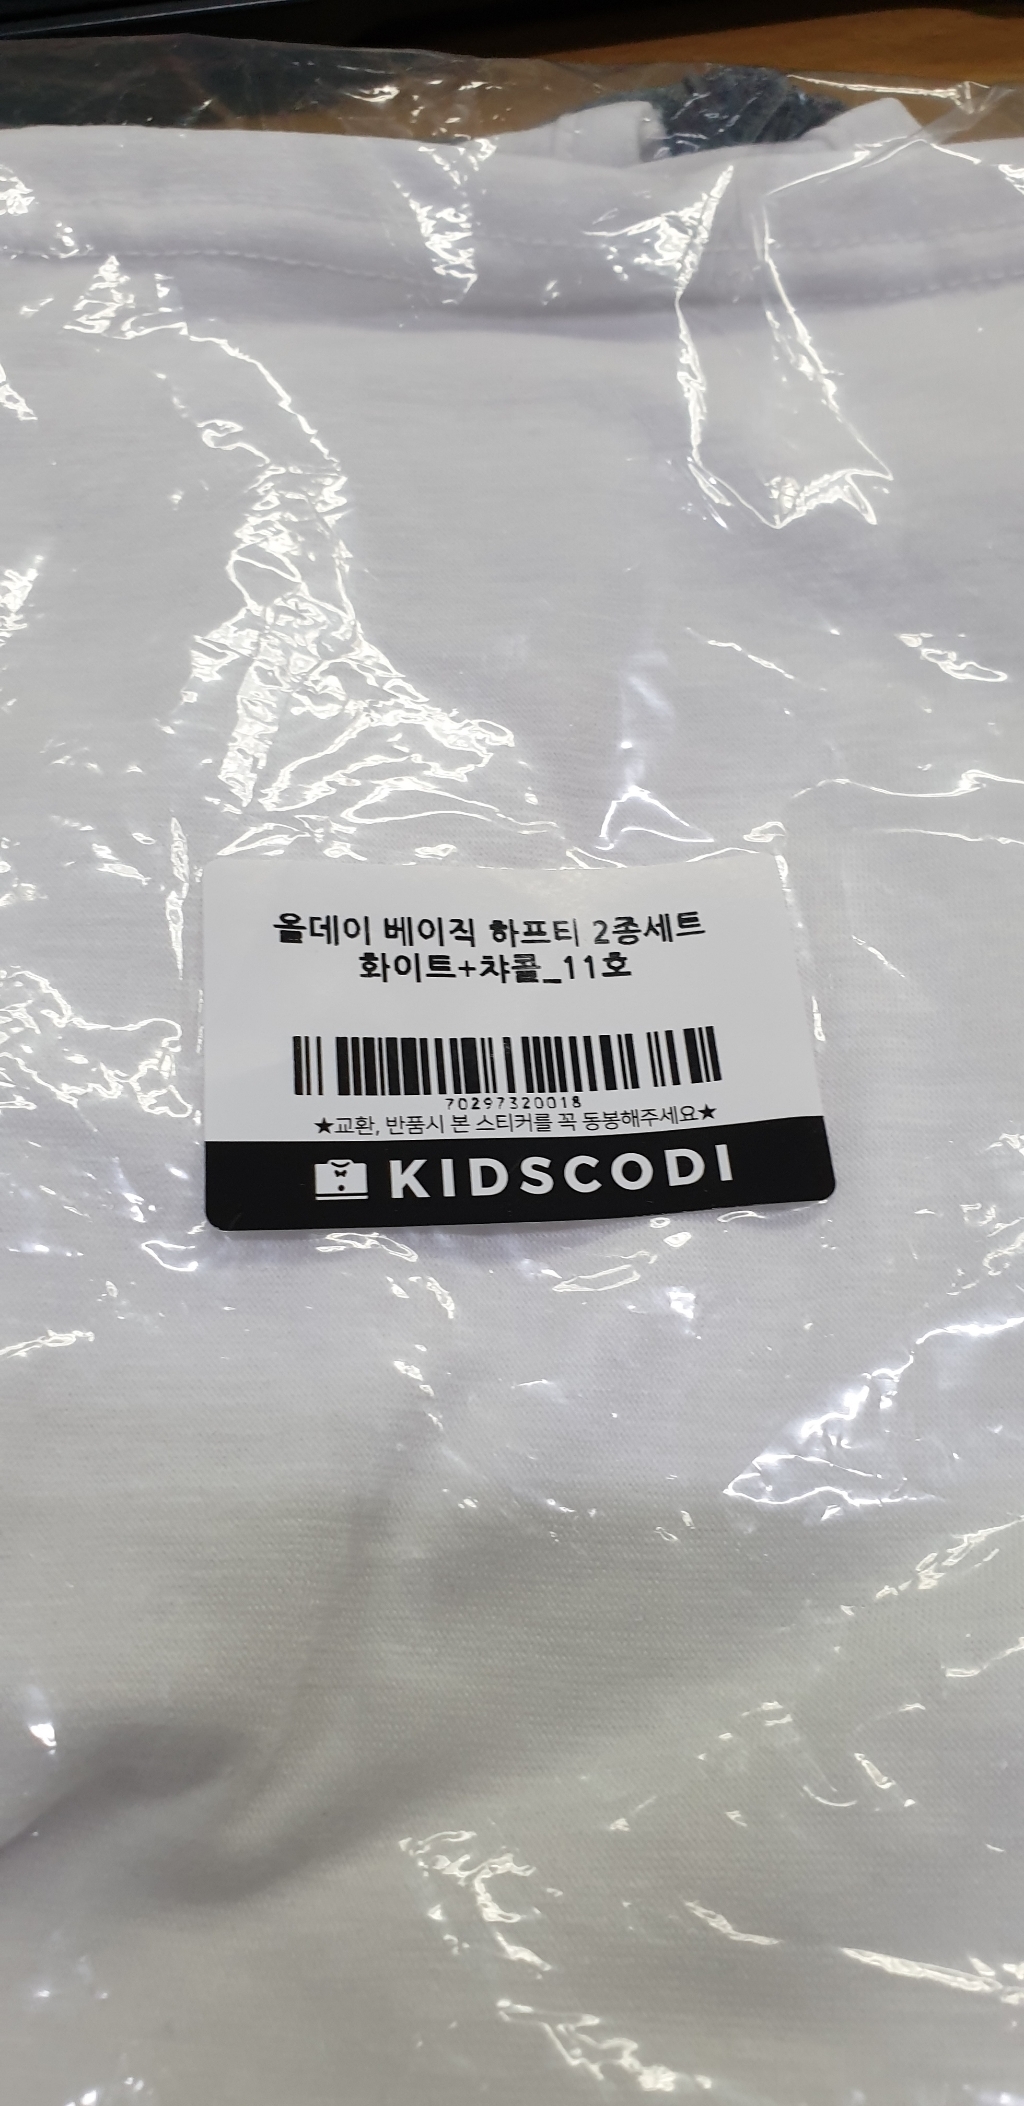 올데이 베이직 하프티 2종세트
화이트+챠콜_11호
70297320018
★교환, 반품시 본 스티커를 꼭 동봉해주세요★
KIDSCODI